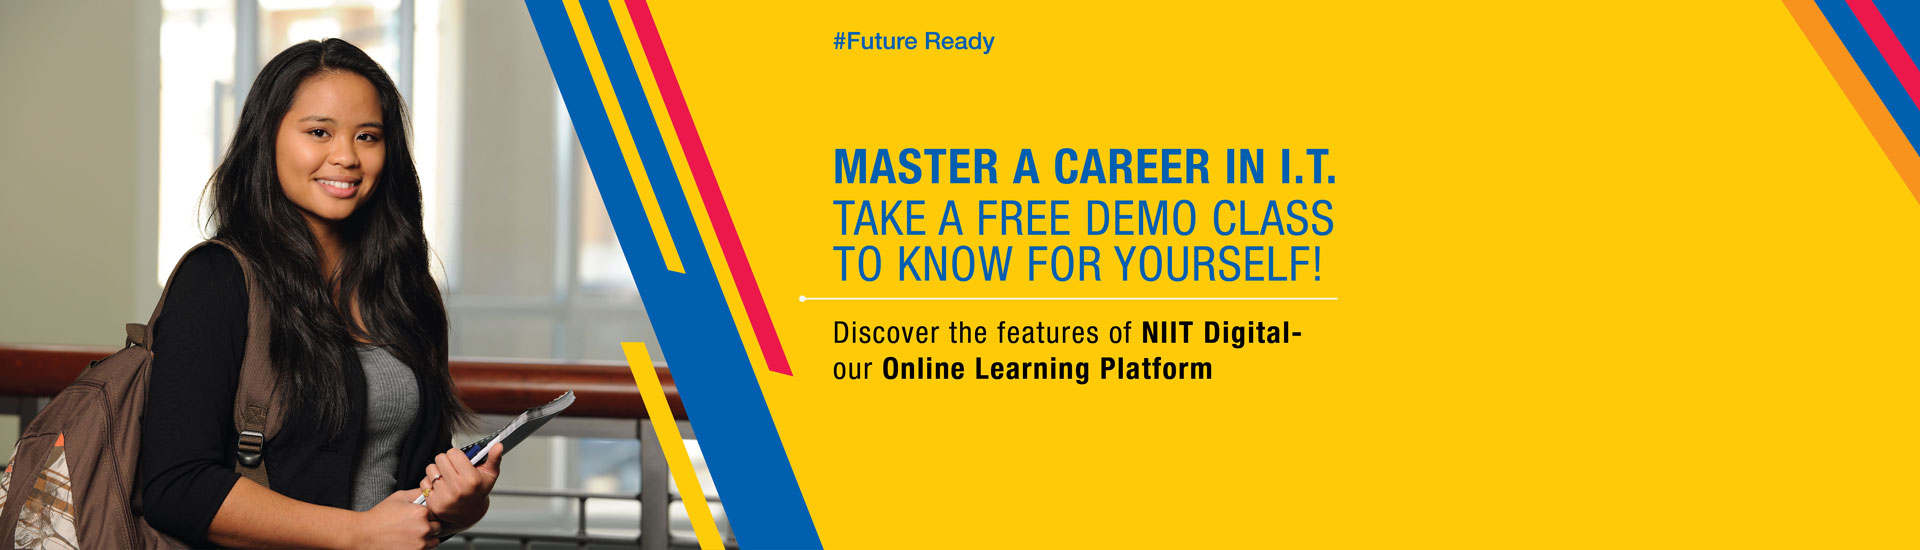 #Future Ready
MASTER A CAREER IN I.T.
TAKE A FREE DEMO CLASS
TO KNOW FOR YOURSELF!
Discover the features of NIIT Digital-
our Online Learning Platform